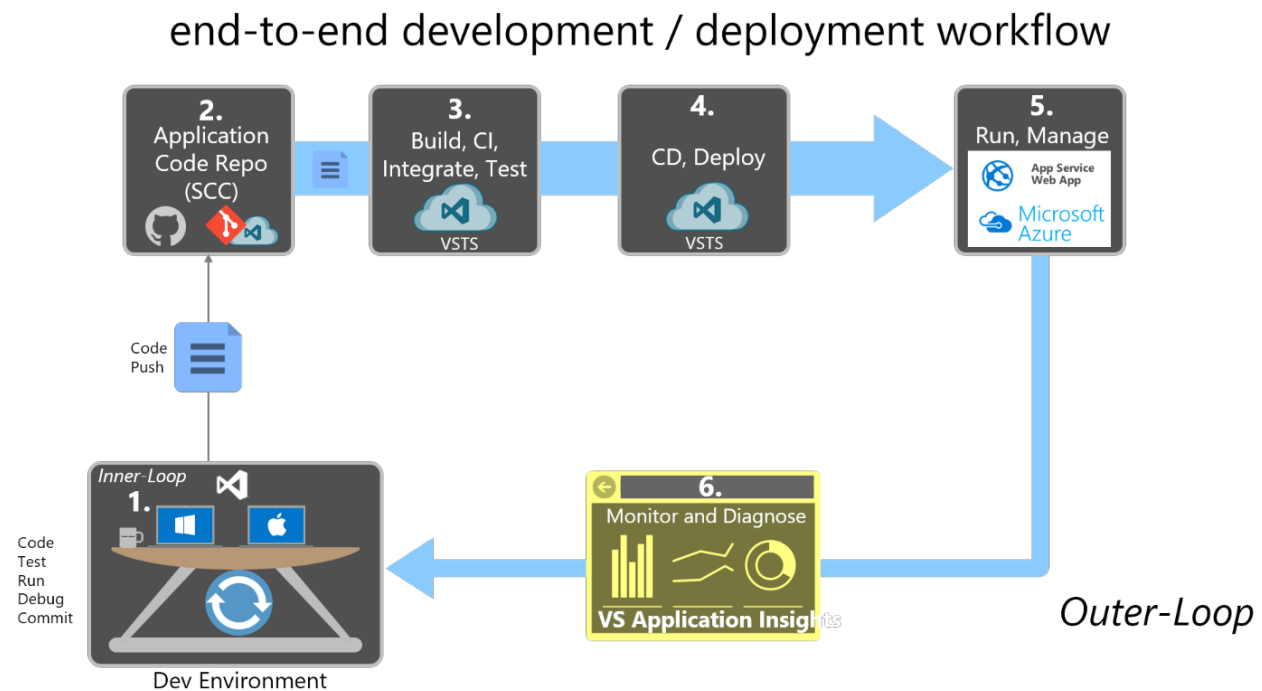 end-to-end development / deployment workflow
2.
Application
Code Repo
(SCC)
3.
Build, CI,
Integrate, Test
VSTS
4.
CD, Deploy
VSTS
5.
Run, Manage
App Service
Web App
Microsoft
Azure
Code
Push
Inner-Loop
1.
Code
Test
Run
Debug
Commit
Dev Environment
6.
Monitor and Diagnose
VS Application Insights
Outer-Loop